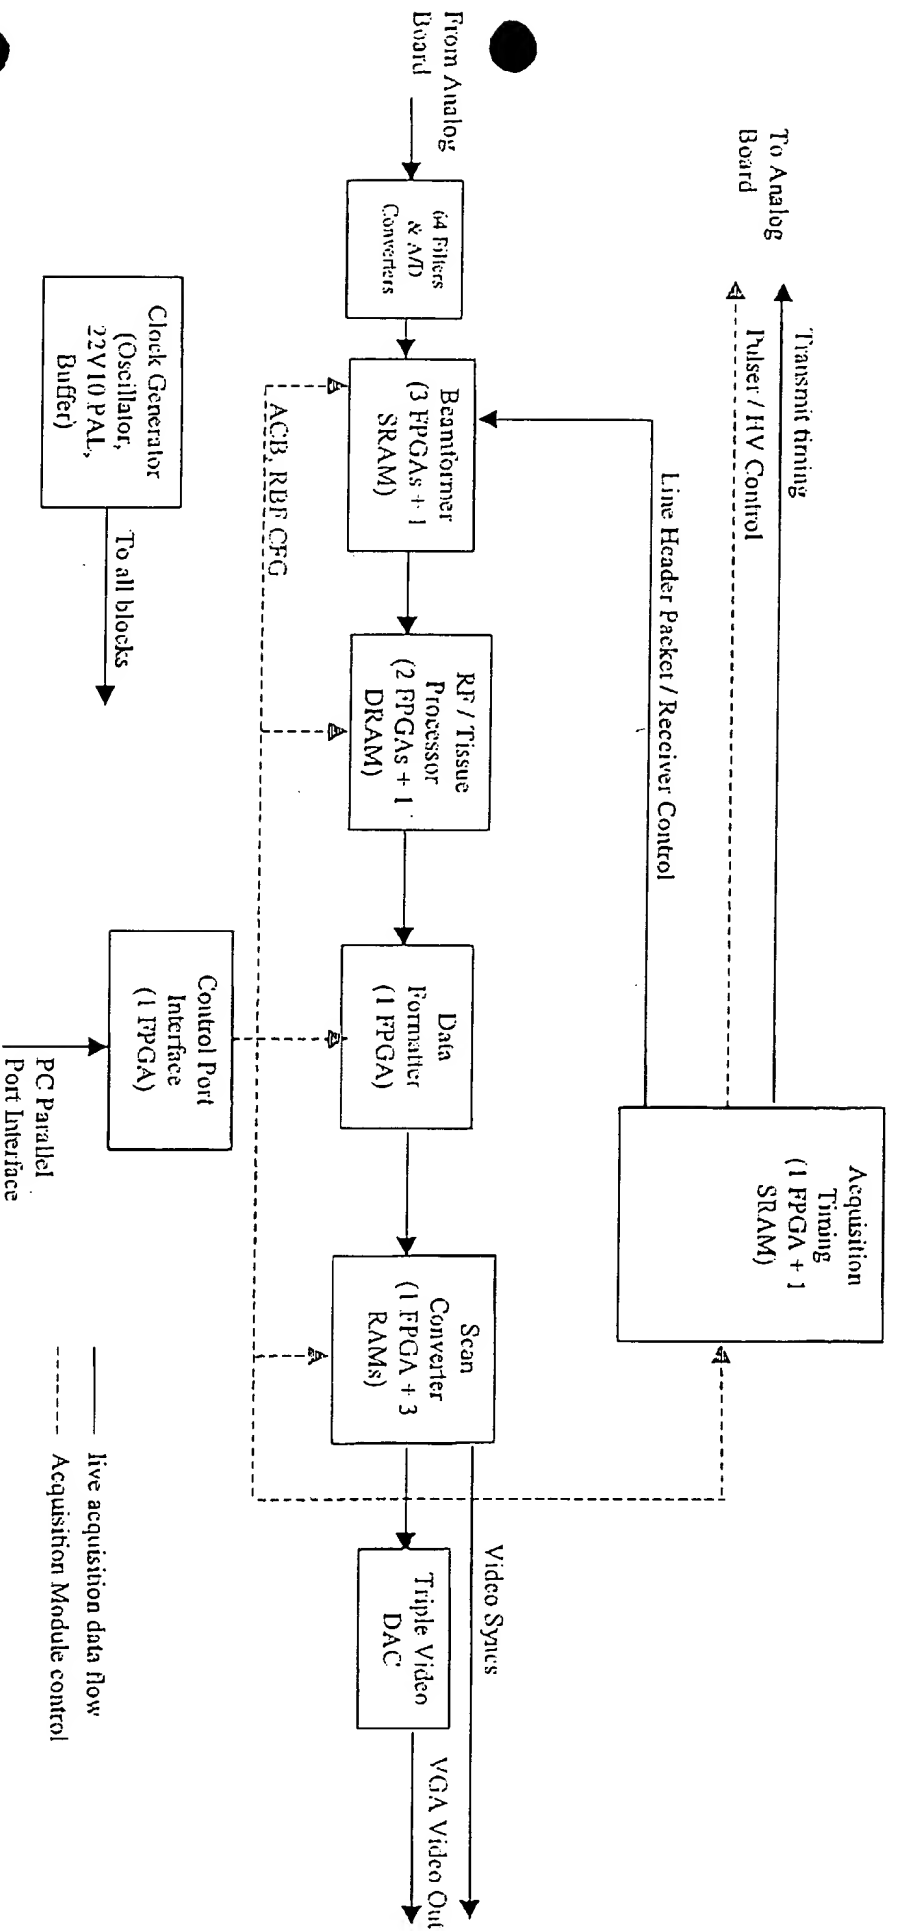 To Analog
Board
Transmit timing
Pulser / HV Control
Acquisition
Timing
(1 FPGA + 1
SRAM)
Line Header Packet / Receiver Control
From Analog
Board
64 Filters
& A/D
Converters
Beamformer
(3 FPGAs + 1
SRAM)
RF / Tissue
Processor
(2 FPGAs + 1
DRAM)
Data
Formatter
(1 FPGA)
Scan
Converter
(1 FPGA + 3
RAMs)
Video Syncs
Triple Video
DAC
VGA Video Out
ACB, RBF CFG
Clock Generator
(Oscillator,
22V10 PAL,
Buffer)
To all blocks
Control Port
Interface
(1 FPGA)
PC Parallel
Port Interface
live acquisition data flow
Acquisition Module control